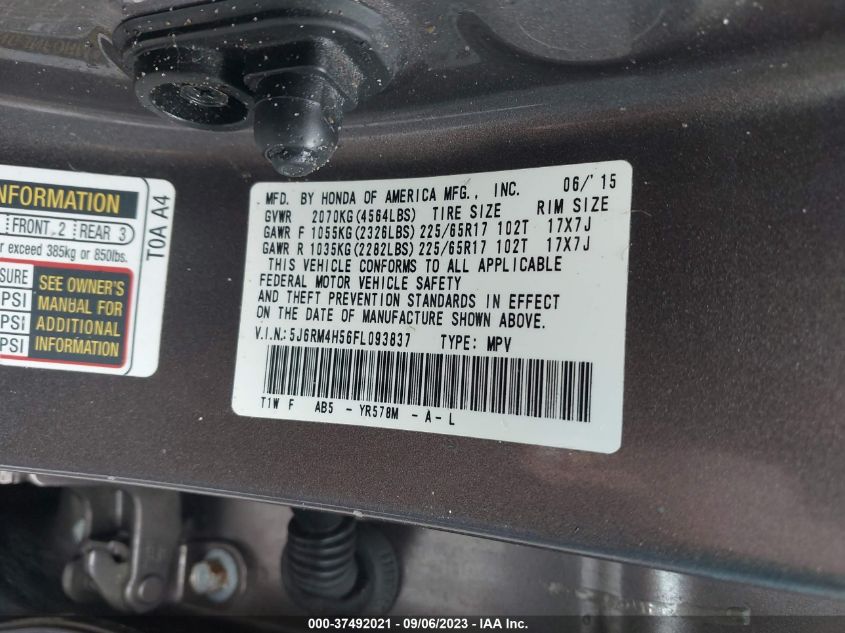 INFORMATION
FRONT 2 REAR 3
exceed 385kg or 850lbs.
SURE
PSI
PSI
PSI
SEE OWNER'S
MANUAL FOR
ADDITIONAL
INFORMATION
T0A A4
MFD. BY HONDA OF AMERICA MFG., INC. 06/'15
GVWR 2070KG(4564LBS) TIRE SIZE RIM SIZE
GAWR F 1055KG(2326LBS) 225/65R17 102T 17X7J
GAWR R 1035KG(2282LBS) 225/65R17 102T 17X7J
THIS VEHICLE CONFORMS TO ALL APPLICABLE
FEDERAL MOTOR VEHICLE SAFETY
AND THEFT PREVENTION STANDARDS IN EFFECT
ON THE DATE OF MANUFACTURE SHOWN ABOVE.
V.I.N.:5J6RM4H56FL093837 TYPE: MPV
T1W F AB5 - YR578M - A - L
000-37492021 - 09/06/2023 - IAA Inc.